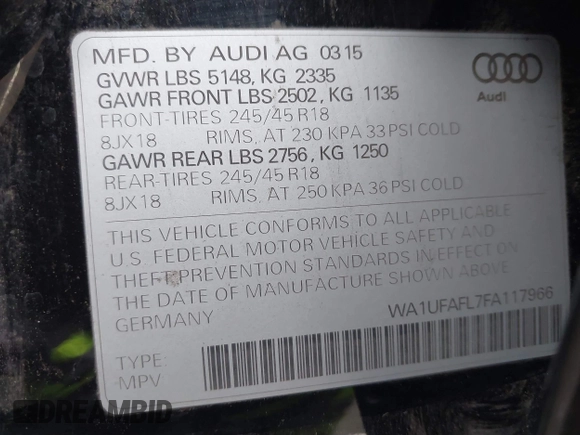 MFD. BY AUDI AG 03 15
GVWR LBS 5148, KG 2335
GAWR FRONT LBS 2502, KG 1135
FRONT-TIRES 245/45 R18
8JX18 RIMS, AT 230 KPA 33 PSI COLD
GAWR REAR LBS 2756, KG 1250
REAR-TIRES 245/45 R18
8JX18 RIMS, AT 250 KPA 36 PSI COLD
Audi
THIS VEHICLE CONFORMS TO ALL APPLICABLE
U.S. FEDERAL MOTOR VEHICLE SAFETY AND
THEFT PREVENTION STANDARDS IN EFFECT ON
THE DATE OF MANUFACTURE SHOWN ABOVE
GERMANY
WA1UFAFL7FA117966
TYPE:
MPV
DREAMBID